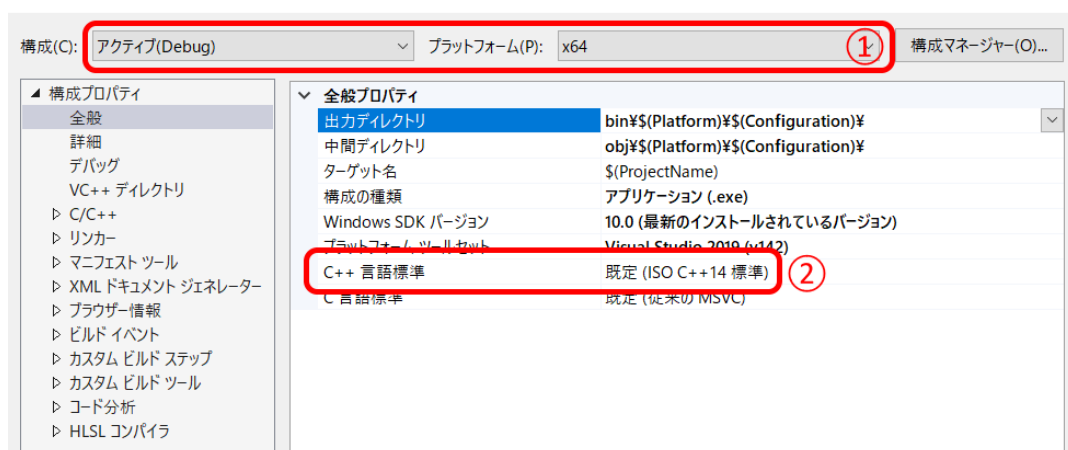 構成(C): アクティブ(Debug) プラットフォーム(P): x64 ① 構成マネージャー(O)...
構成プロパティ
全般
詳細
デバッグ
VC++ ディレクトリ
C/C++
リンカー
マニフェスト ツール
XML ドキュメント ジェネレーター
ブラウザー情報
ビルド イベント
カスタム ビルド ステップ
カスタム ビルド ツール
コード分析
HLSL コンパイラ
全般プロパティ
出力ディレクトリ bin¥$(Platform)¥$(Configuration)¥
中間ディレクトリ obj¥$(Platform)¥$(Configuration)¥
ターゲット名 $(ProjectName)
構成の種類 アプリケーション (.exe)
Windows SDK バージョン 10.0 (最新のインストールされているバージョン)
プラットフォーム ツールセット Visual Studio 2019 (v142)
C++ 言語標準 既定 (ISO C++14 標準) ②
C 言語標準 既定 (従来の MSVC)